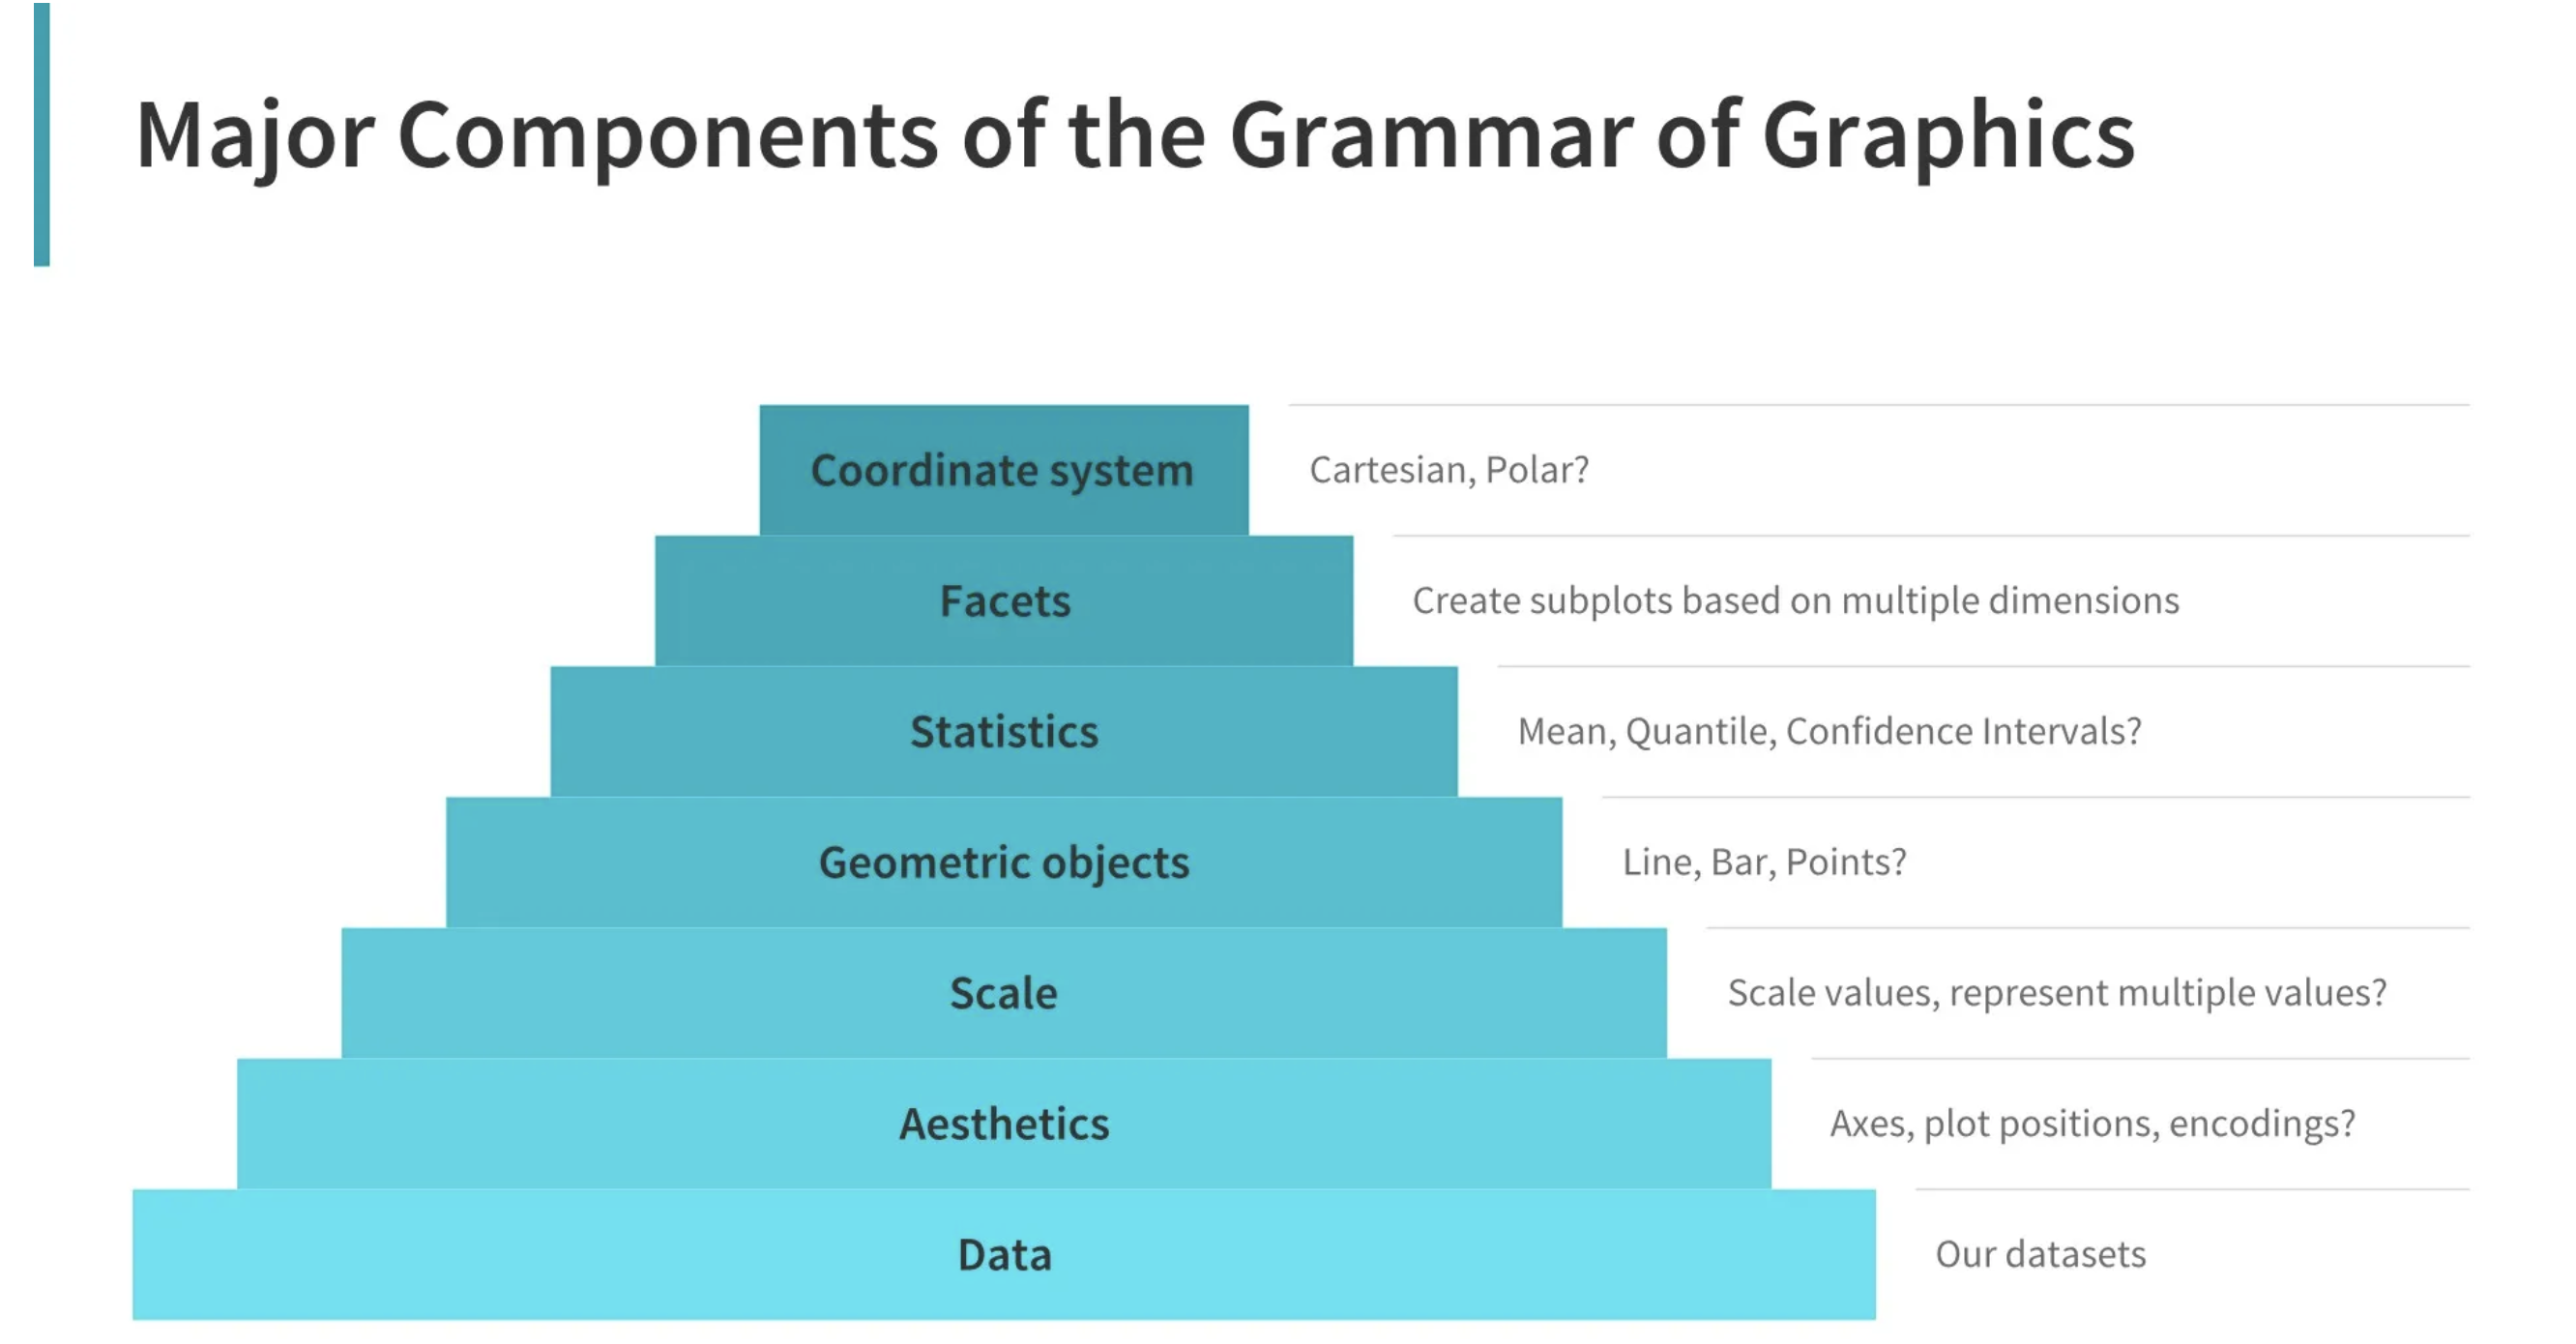 Major Components of the Grammar of Graphics
Coordinate system
Cartesian, Polar?
Facets
Create subplots based on multiple dimensions
Statistics
Mean, Quantile, Confidence Intervals?
Geometric objects
Line, Bar, Points?
Scale
Scale values, represent multiple values?
Aesthetics
Axes, plot positions, encodings?
Data
Our datasets